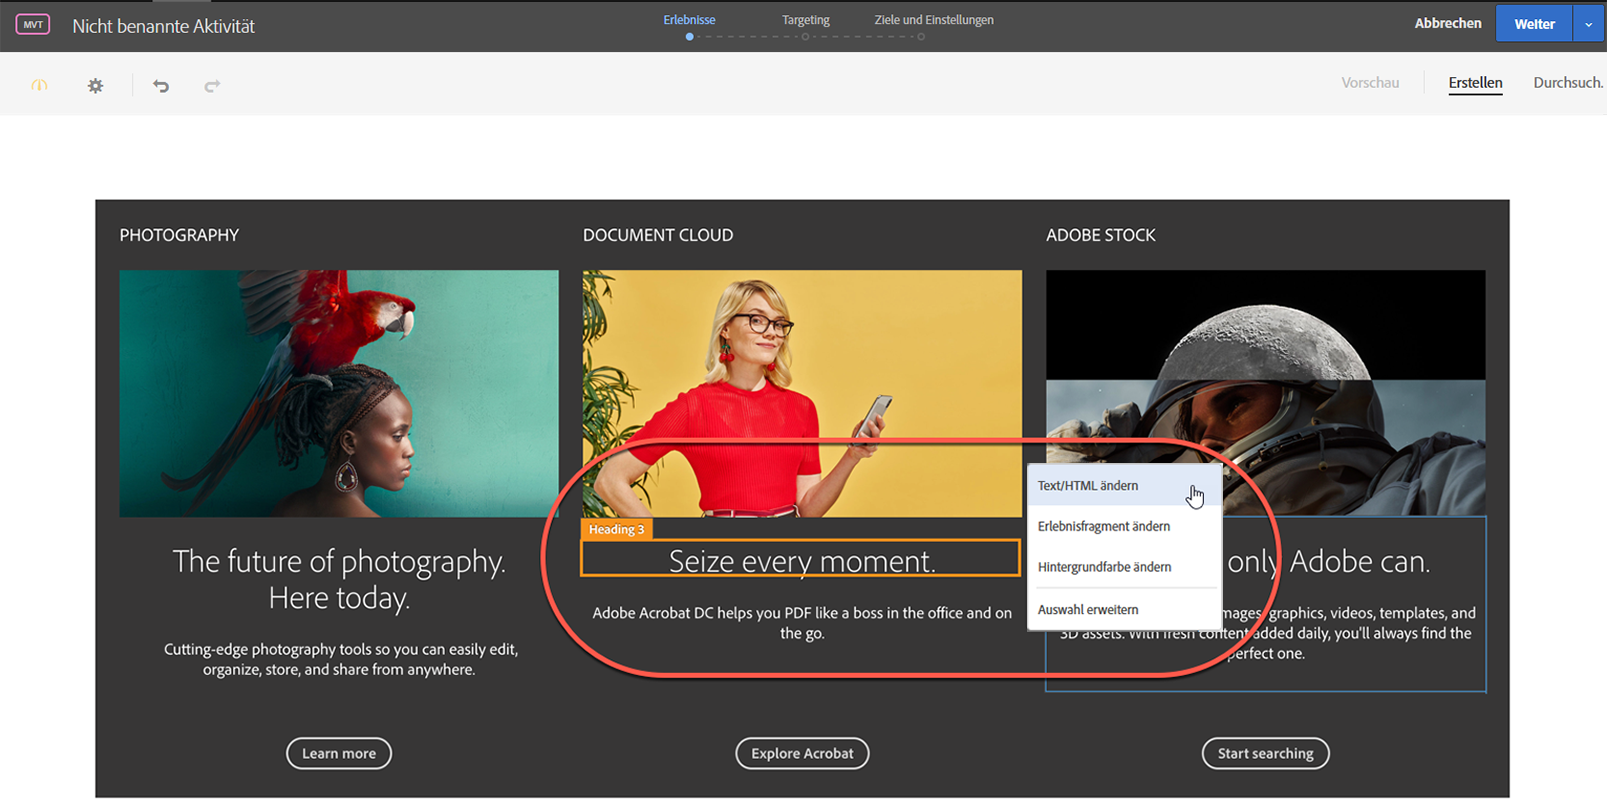 MVT
Nicht benannte Aktivität
Erlebnisse
Targeting
Ziele und Einstellungen
Abbrechen
Weiter
Vorschau
Erstellen
Durchsuch.
PHOTOGRAPHY
DOCUMENT CLOUD
ADOBE STOCK
Text/HTML ändern
Erlebnisfragment ändern
Hintergrundfarbe ändern
Auswahl erweitern
Heading 3
The future of photography.
Here today.
Cutting-edge photography tools so you can easily edit,
organize, store, and share from anywhere.
Learn more
Seize every moment.
Adobe Acrobat DC helps you PDF like a boss in the office and on
the go.
Explore Acrobat
only Adobe can.
graphics, videos, templates, and
3D assets. With fresh content added daily, you'll always find the
perfect one.
Start searching